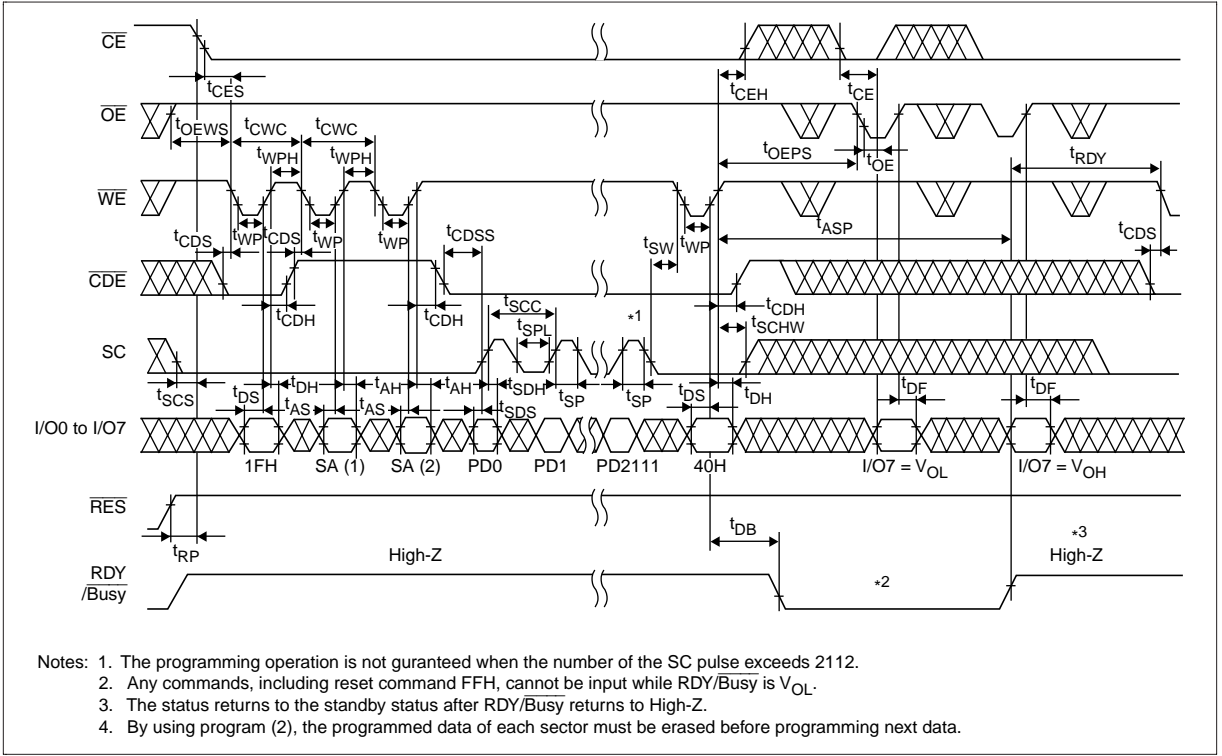 CE
tCES
tCEH
tCE
OE
tOEWS
tCWC
tCWC
tWPH
tWPH
tOEPS
tOE
tRDY
WE
tCDS
tWP
tCDS
tWP
tWP
tCDSS
tSW
tWP
tASP
tCDS
CDE
tCDH
tCDH
tSCC
tSPL
*1
tCDH
tSCHW
SC
tSCS
tDS
tDH
tAS
tAH
tAS
tAH
tSDH
tSDS
tSP
tSP
tDS
tDH
tDF
tDF
I/O0 to I/O7
1FH
SA (1)
SA (2)
PD0
PD1
PD2111
40H
I/O7 = VOL
I/O7 = VOH
RES
tRP
High-Z
tDB
*3
High-Z
RDY
/Busy
*2
Notes: 1. The programming operation is not guranteed when the number of the SC pulse exceeds 2112.
2. Any commands, including reset command FFH, cannot be input while RDY/Busy is VOL.
3. The status returns to the standby status after RDY/Busy returns to High-Z.
4. By using program (2), the programmed data of each sector must be erased before programming next data.